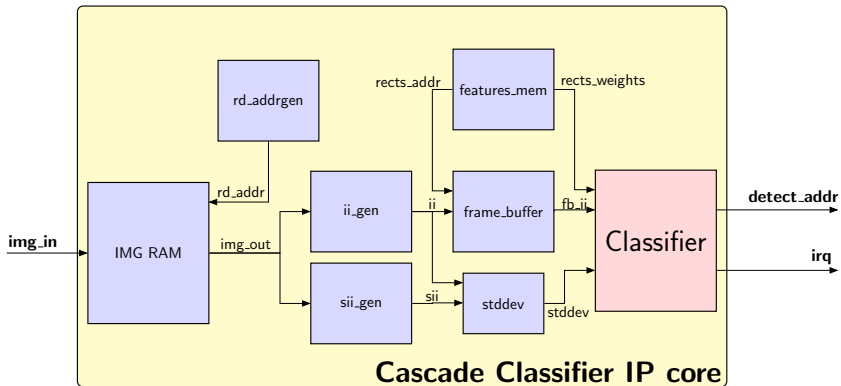 rects_addr
features_mem
rects_weights
rd_addrgen
rd_addr
ii_gen
ii
frame_buffer
fb_ii
detect_addr
img_in
IMG RAM
img_out
Classifier
irq
sii_gen
sii
stddev
stddev
Cascade Classifier IP core